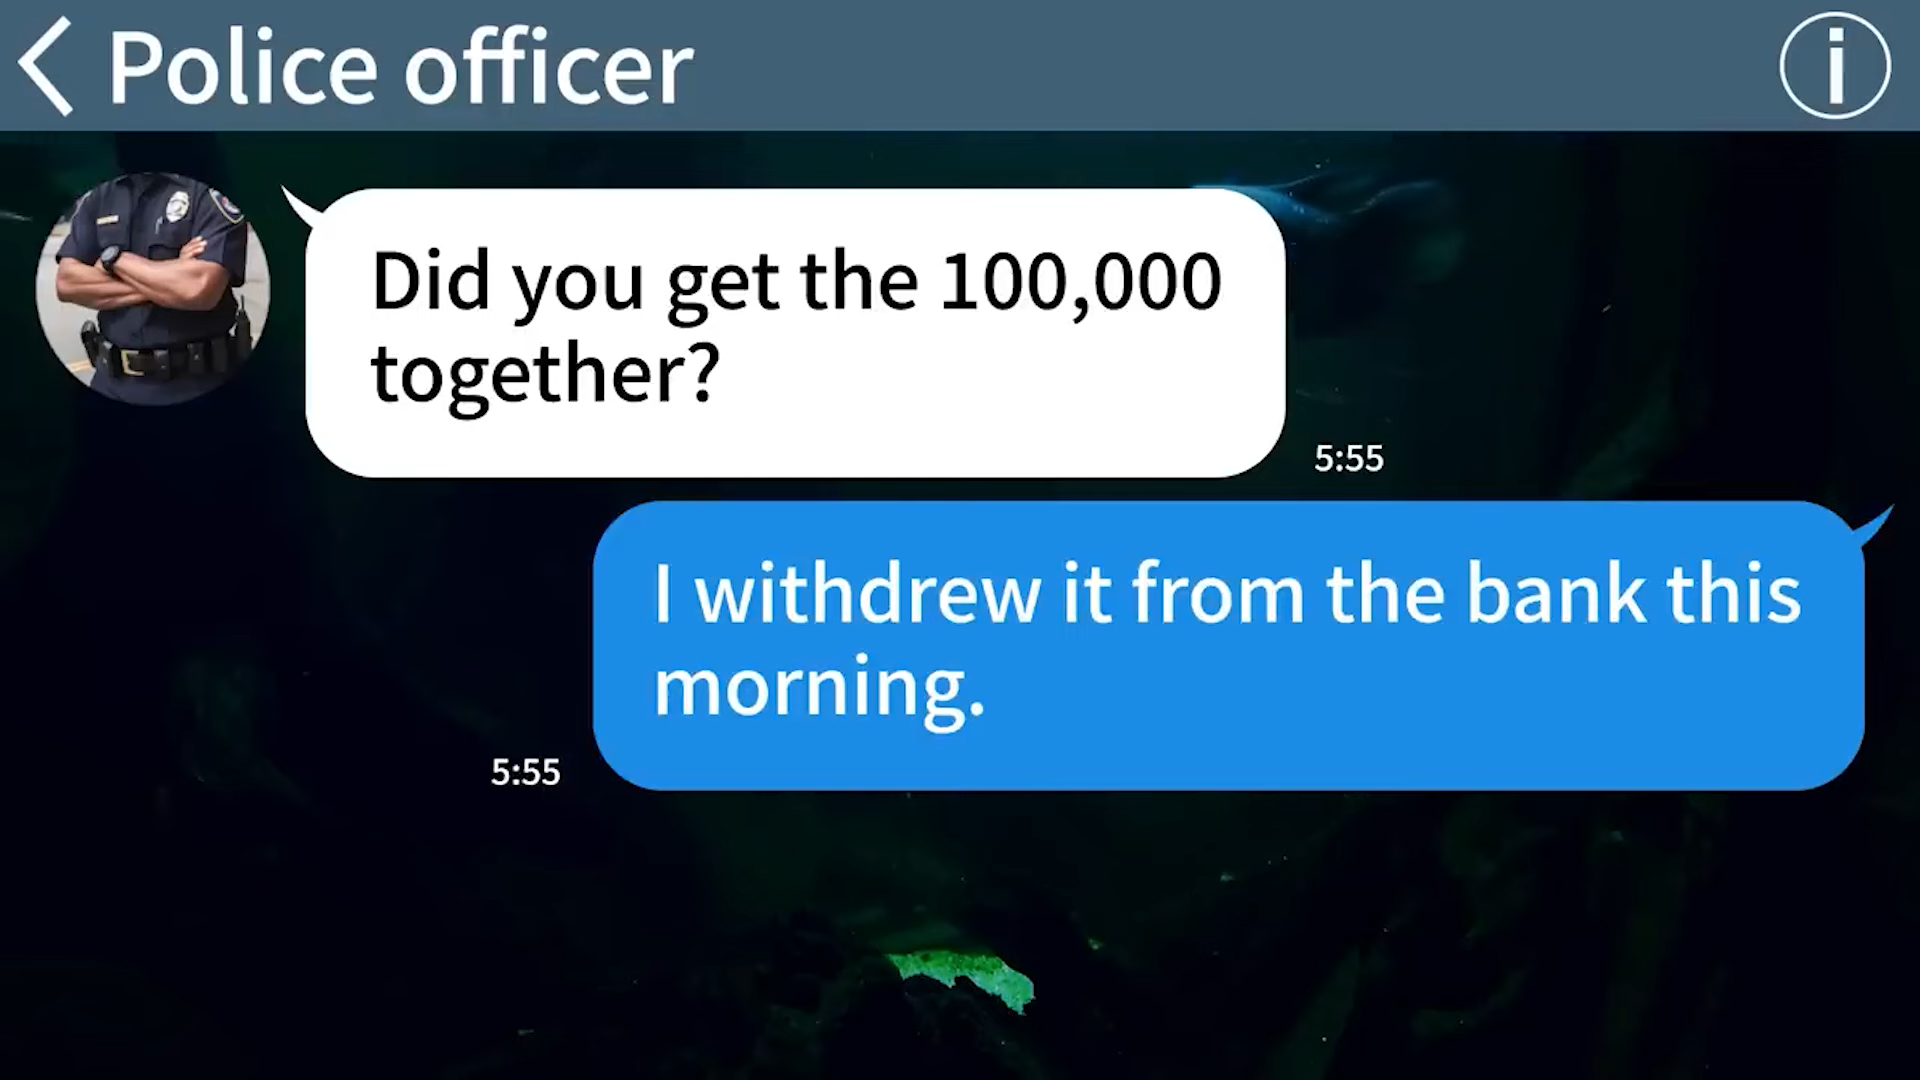 Police officer
Did you get the 100,000
together?
5:55
I withdrew it from the bank this
morning.
5:55